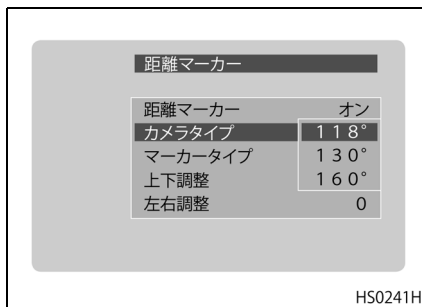 距離マーカー
距離マーカー オン
カメラタイプ 118°
マーカータイプ 130°
上下調整 160°
左右調整 0
HS0241H